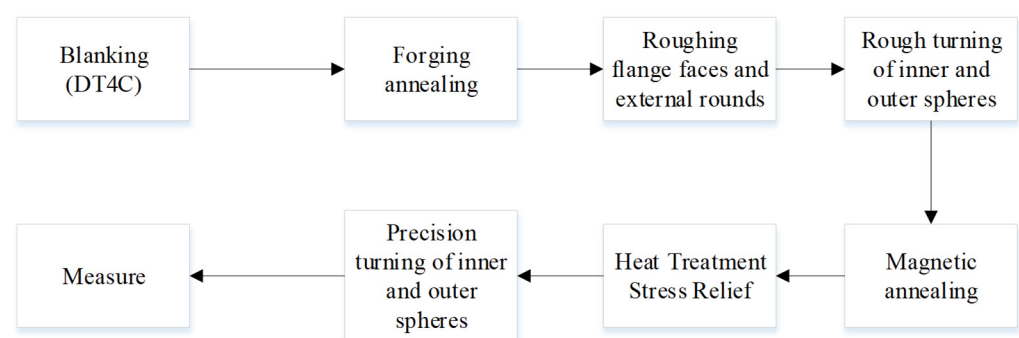 Blanking
(DT4C)
Forging
annealing
Roughing
flange faces and
external rounds
Rough turning
of inner and
outer spheres
Magnetic
annealing
Heat Treatment
Stress Relief
Precision
turning of inner
and outer
spheres
Measure